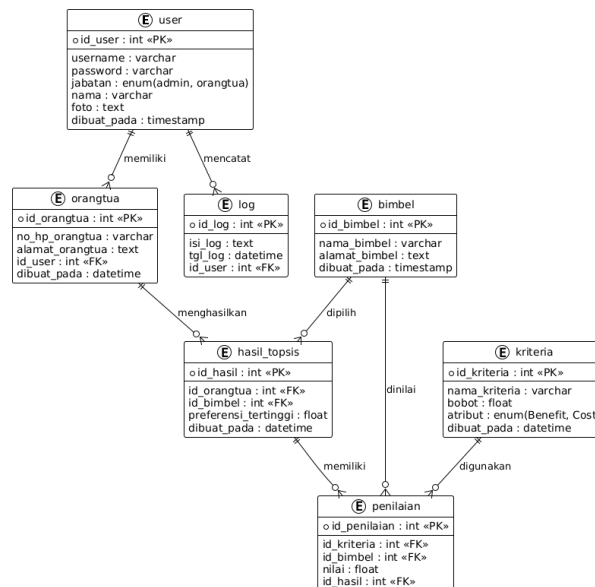 E user
id_user : int «PK»
username : varchar
password : varchar
jabatan : enum(admin, orangtua)
nama : varchar
foto : text
dibuat_pada : timestamp
memiliki
mencatat
E orangtua
id_orangtua : int «PK»
no_hp_orangtua : varchar
alamat_orangtua : text
id_user : int «FK»
dibuat_pada : datetime
E log
id_log : int «PK»
isi_log : text
tgl_log : datetime
id_user : int «FK»
E bimbel
id_bimbel : int «PK»
nama_bimbel : varchar
alamat_bimbel : text
dibuat_pada : timestamp
menghasilkan
dipilih
E hasil_topsis
id_hasil : int «PK»
id_orangtua : int «FK»
id_bimbel : int «FK»
preferensi_tertinggi : float
dibuat_pada : datetime
dinilai
E kriteria
id_kriteria : int «PK»
nama_kriteria : varchar
bobot : float
atribut : enum(Benefit, Cost
dibuat_pada : datetime
memiliki
digunakan
E penilaian
id_penilaian : int «PK»
id_kriteria : int «FK»
id_bimbel : int «FK»
nilai : float
id_hasil : int «FK»